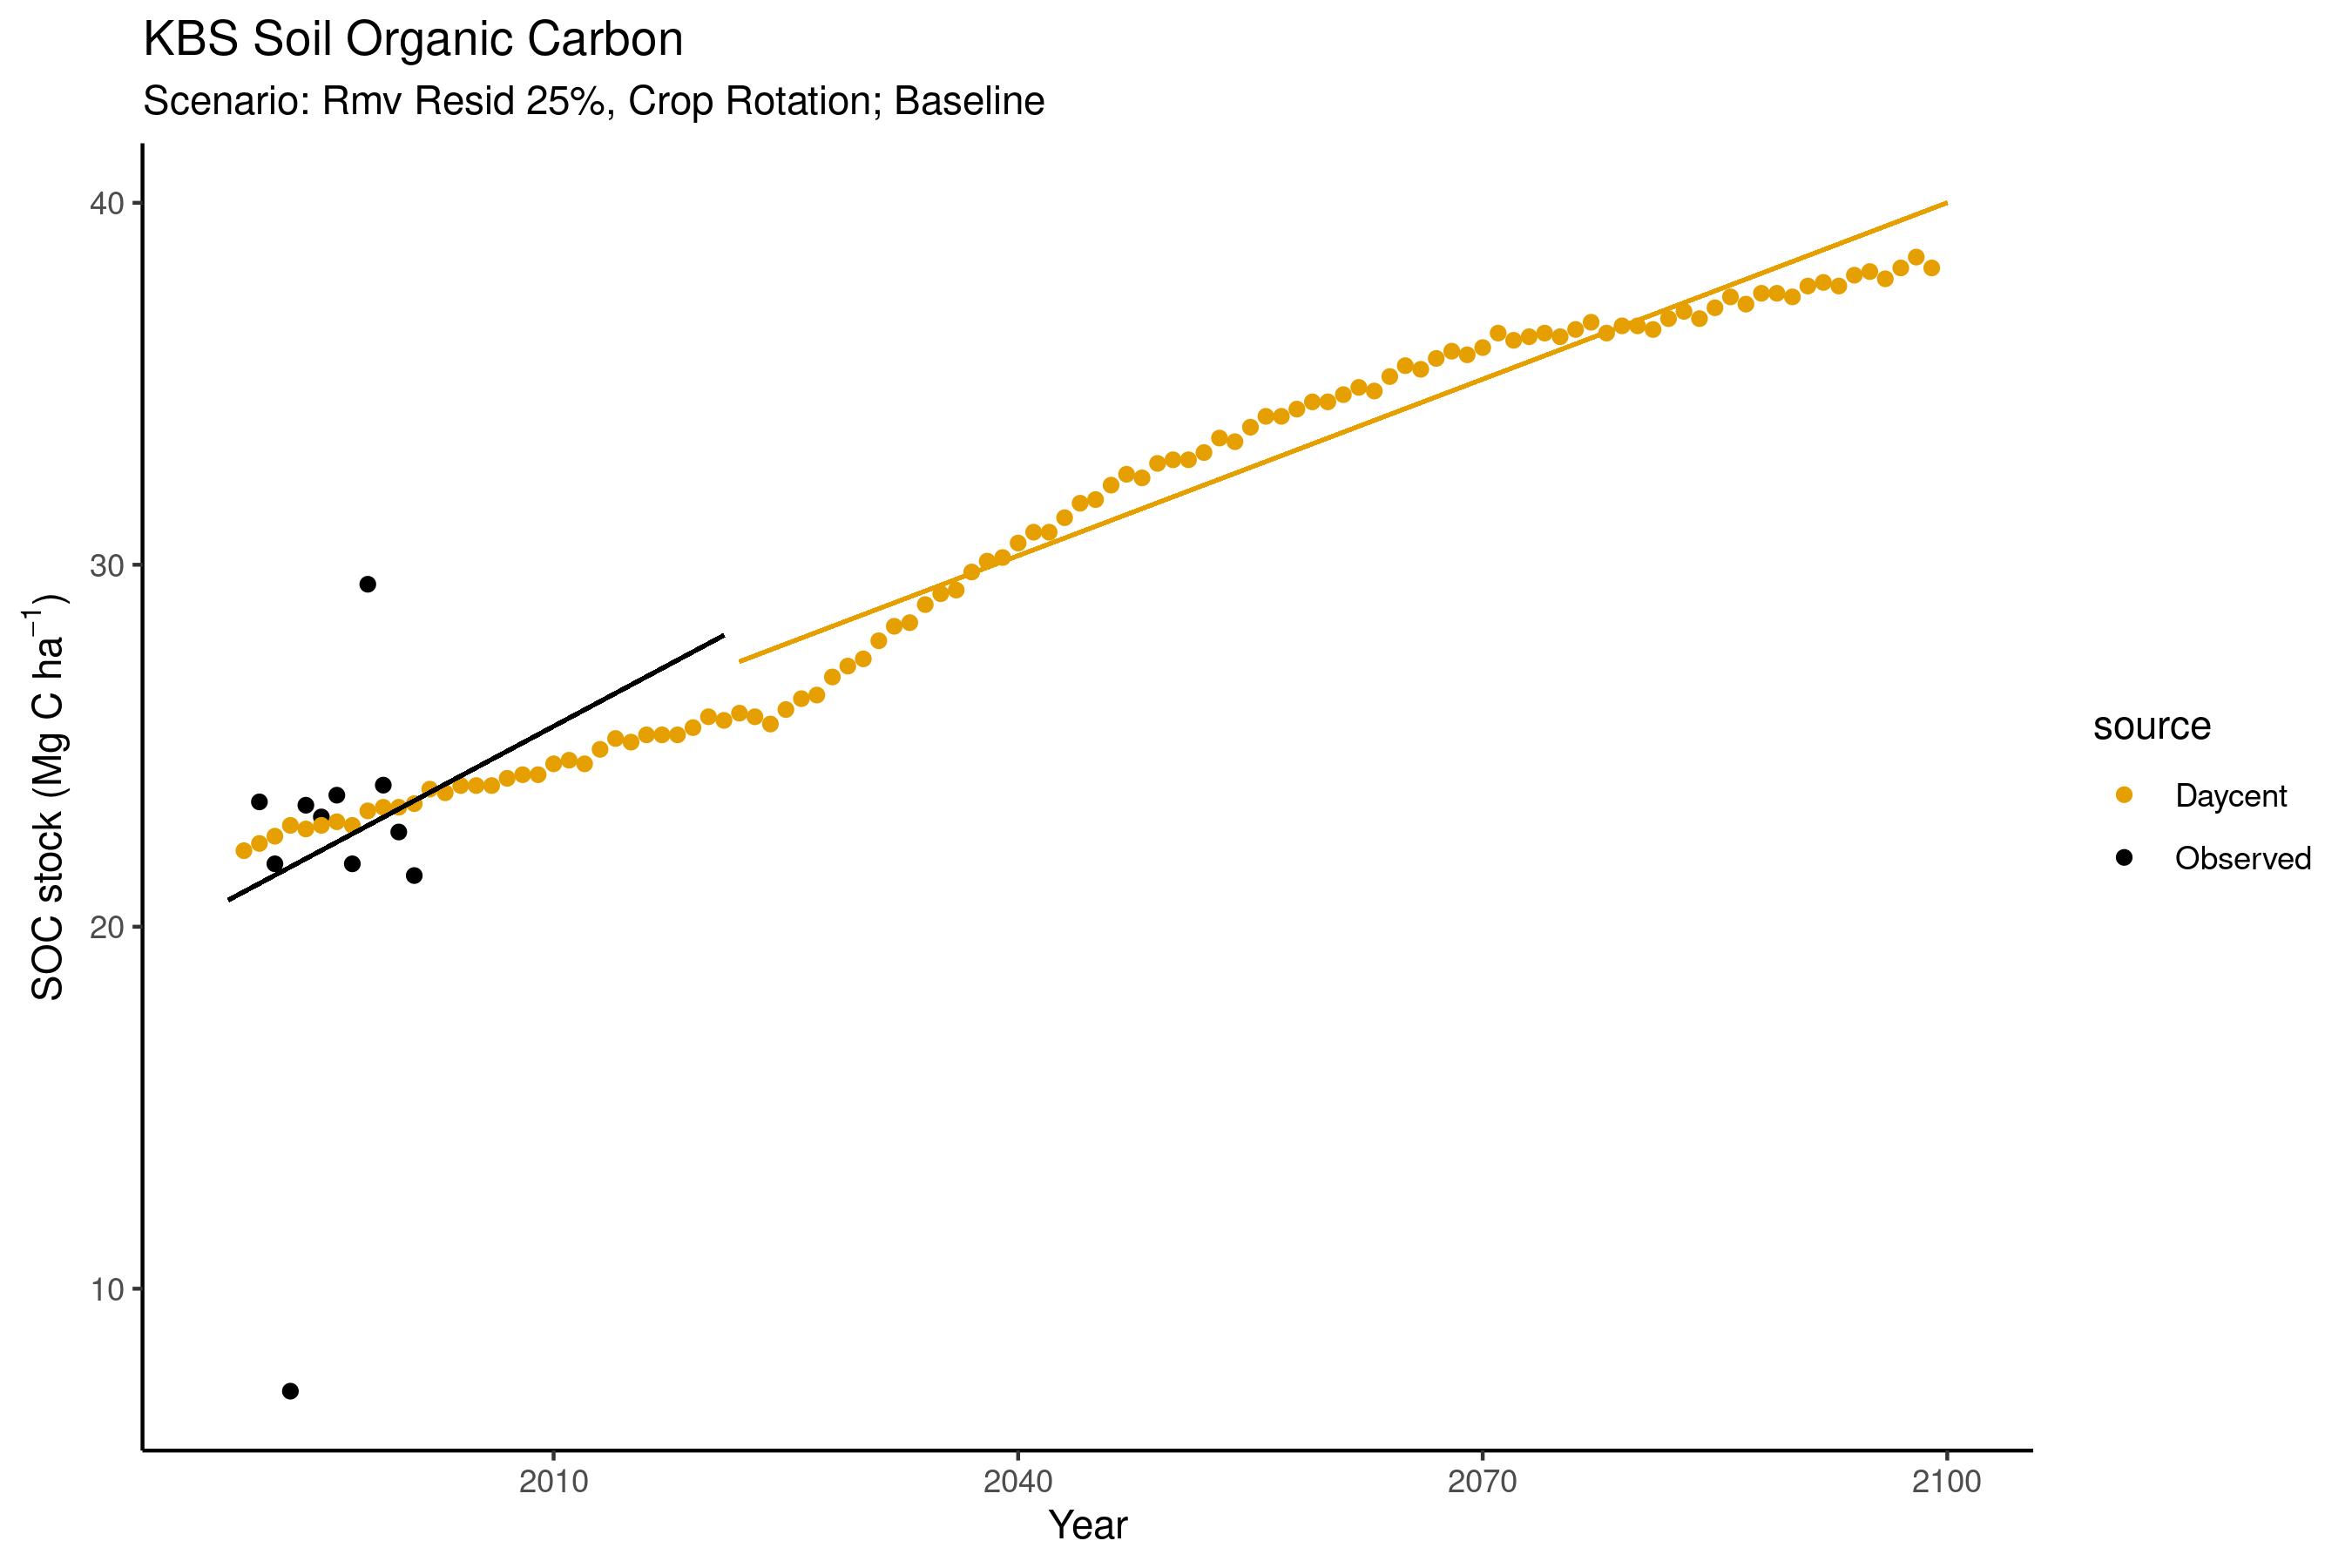 KBS Soil Organic Carbon
Scenario: Rmv Resid 25%, Crop Rotation; Baseline
SOC stock (Mg C ha⁻¹)
40
30
20
10
2010
2040
2070
2100
Year
source
Daycent
Observed